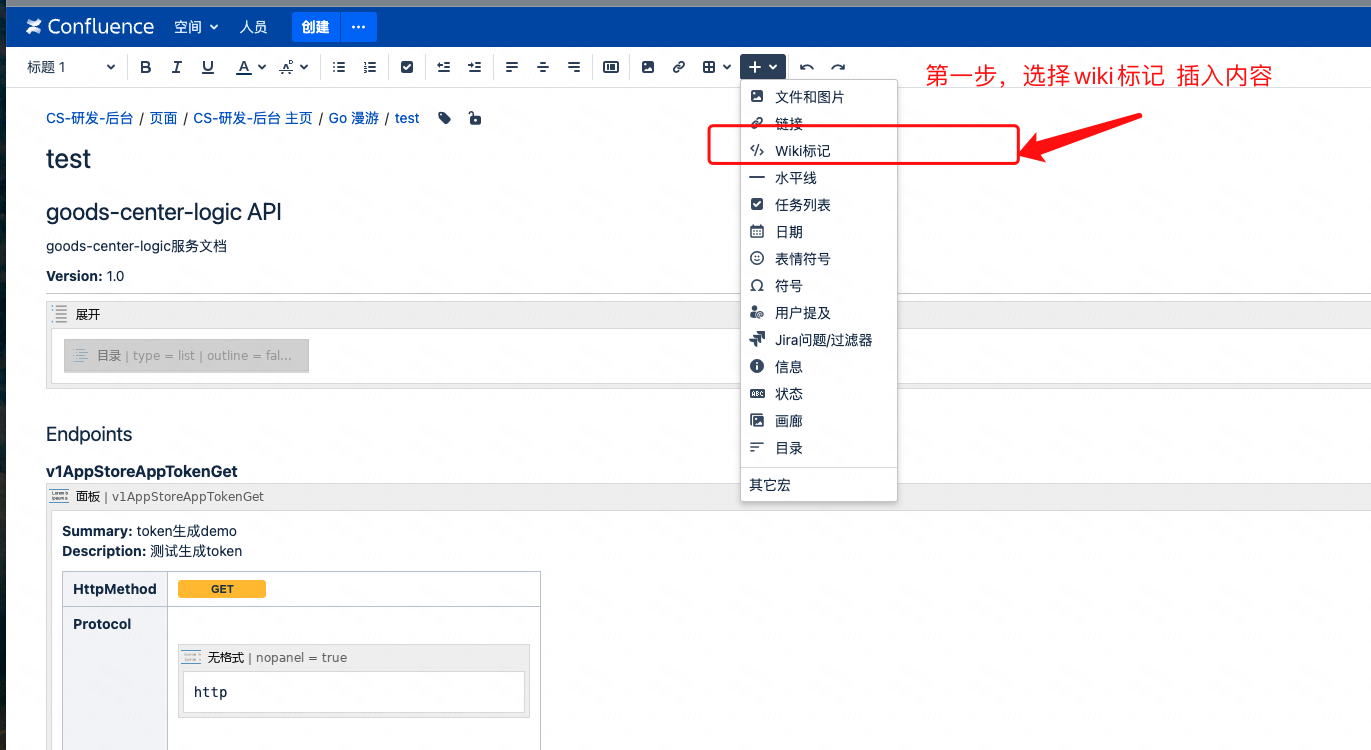 Confluence 空间 人员 创建 ···
标题 1 B I U A
第一步，选择wiki标记 插入内容
CS-研发-后台 / 页面 / CS-研发-后台 主页 / Go 漫游 / test
test
goods-center-logic API
goods-center-logic服务文档
Version: 1.0
展开
目录 | type = list | outline = fal...
Endpoints
v1AppStoreAppTokenGet
面板 | v1AppStoreAppTokenGet
Summary: token生成demo
Description: 测试生成token
HttpMethod GET
Protocol
无格式 | nopanel = true
http
文件和图片
链接
Wiki标记
水平线
任务列表
日期
表情符号
符号
用户提及
Jira问题/过滤器
信息
状态
画廊
目录
其它宏